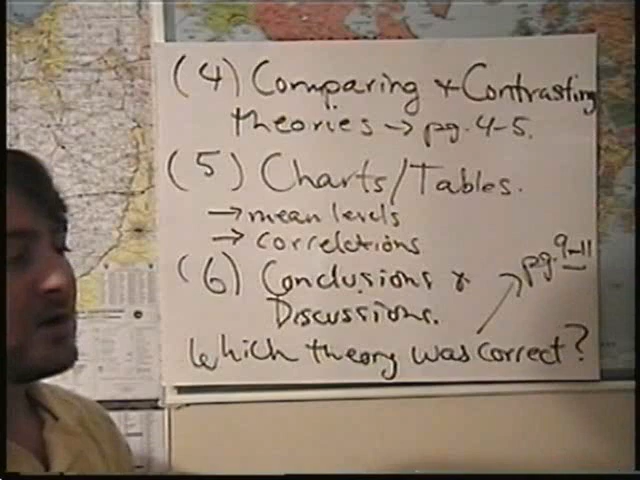 (4) Comparing & Contrasting
theories → pg. 4-5.
(5) Charts/Tables.
→ mean levels
→ correlations
(6) Conclusions &
Discussions.
pg. 9-11
Which theory was correct?